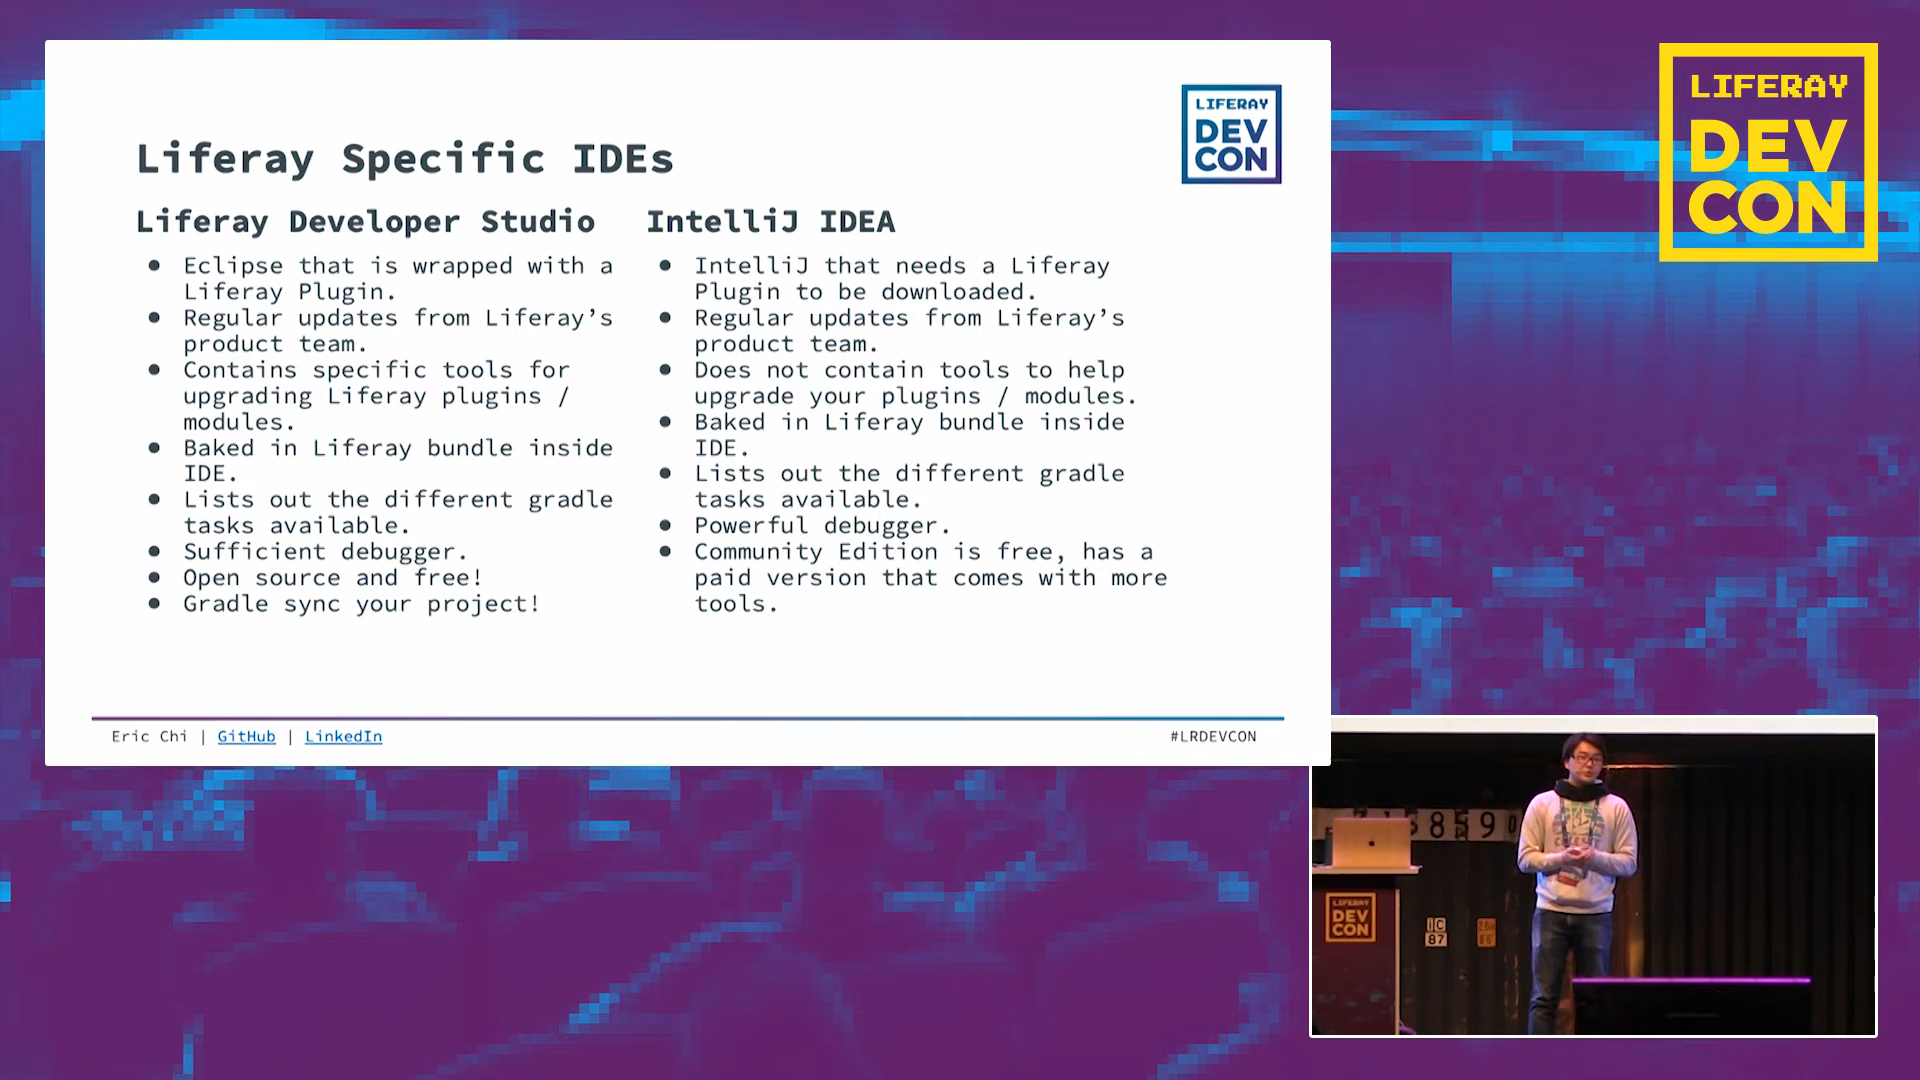 Liferay Specific IDEs
LIFERAY
DEV
CON
Liferay Developer Studio
● Eclipse that is wrapped with a
Liferay Plugin.
● Regular updates from Liferay’s
product team.
● Contains specific tools for
upgrading Liferay plugins /
modules.
● Baked in Liferay bundle inside
IDE.
● Lists out the different gradle
tasks available.
● Sufficient debugger.
● Open source and free!
● Gradle sync your project!
IntelliJ IDEA
● IntelliJ that needs a Liferay
Plugin to be downloaded.
● Regular updates from Liferay’s
product team.
● Does not contain tools to help
upgrade your plugins / modules.
● Baked in Liferay bundle inside
IDE.
● Lists out the different gradle
tasks available.
● Powerful debugger.
● Community Edition is free, has a
paid version that comes with more
tools.
Eric Chi | GitHub | LinkedIn
#LRDEVCON
LIFERAY
DEV
CON
LIFERAY
DEV
CON
IC
87